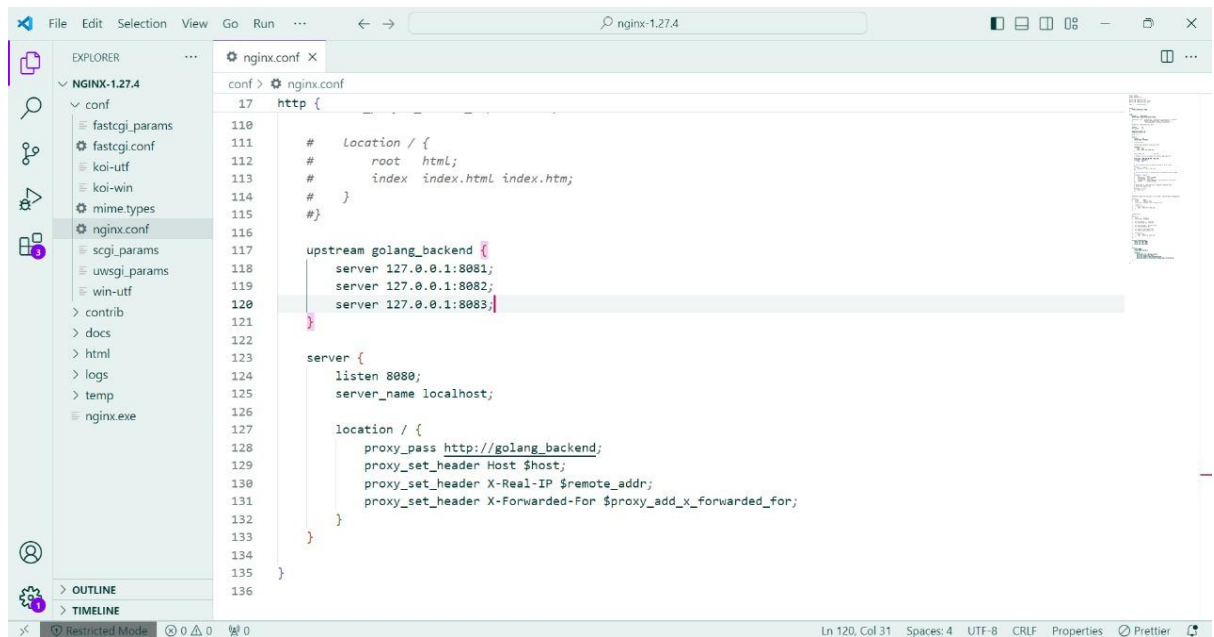 File Edit Selection View Go Run ... nginx-1.27.4
EXPLORER ...
NGINX-1.27.4
conf
fastcgi_params
fastcgi.conf
koi-utf
koi-win
mime.types
nginx.conf
scgi_params
uwsgi_params
win-utf
contrib
docs
html
logs
temp
nginx.exe
OUTLINE
TIMELINE
3
1
nginx.conf
conf > nginx.conf
17 http {
110
111 #    location / {
112 #        root   html;
113 #        index  index.html index.htm;
114 #    }
115 #}
116
117 upstream golang_backend {
118     server 127.0.0.1:8081;
119     server 127.0.0.1:8082;
120     server 127.0.0.1:8083;
121 }
122
123 server {
124     listen 8080;
125     server_name localhost;
126
127     location / {
128         proxy_pass http://golang_backend;
129         proxy_set_header Host $host;
130         proxy_set_header X-Real-IP $remote_addr;
131         proxy_set_header X-Forwarded-For $proxy_add_x_forwarded_for;
132     }
133 }
134
135 }
136
Restricted Mode 0 0 0 Ln 120, Col 31 Spaces: 4 UTF-8 CRLF Properties Prettier